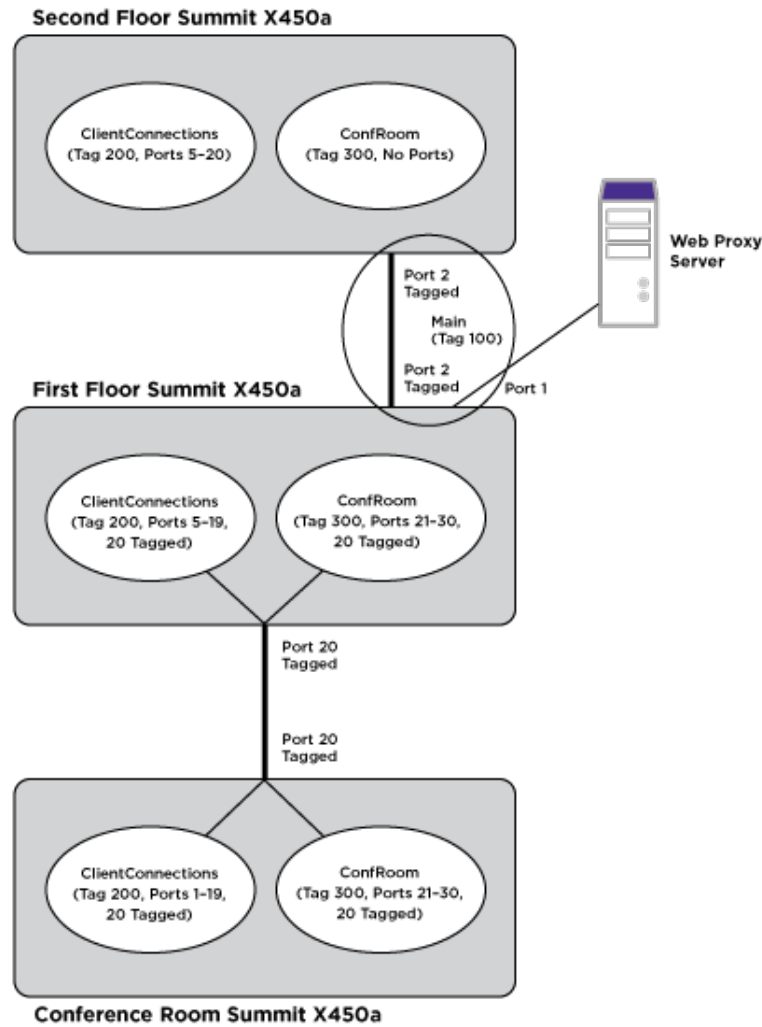 Second Floor Summit X450a
ClientConnections
(Tag 200, Ports 5–20)
ConfRoom
(Tag 300, No Ports)
Web Proxy
Server
Port 2
Tagged
Main
(Tag 100)
Port 2
Tagged
Port 1
First Floor Summit X450a
ClientConnections
(Tag 200, Ports 5–19,
20 Tagged)
ConfRoom
(Tag 300, Ports 21–30,
20 Tagged)
Port 20
Tagged
Port 20
Tagged
ClientConnections
(Tag 200, Ports 1–19,
20 Tagged)
ConfRoom
(Tag 300, Ports 21–30,
20 Tagged)
Conference Room Summit X450a